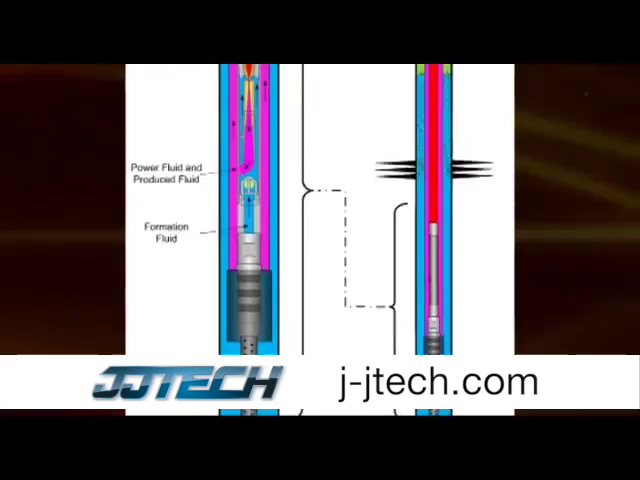 Power Fluid and
Produced Fluid
Formation
Fluid
JJTECH
j-jtech.com